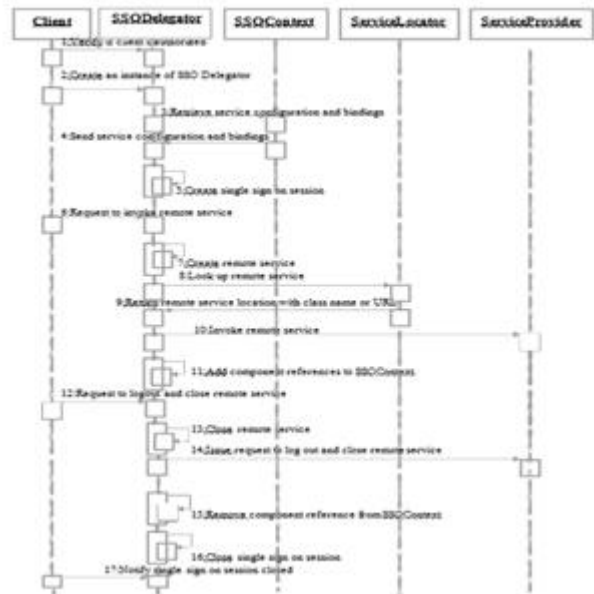 Client
SSODelegator
SSOContext
ServiceLocator
ServiceProvider
1:Verify if client
2:Create an instance of SSO Delegator
3:Retrieve service configuration and bindings
4:Send service configuration and bindings
5:Create single sign on session
6:Request to invoke remote service
7:Create remote service
8:Look up remote service
9:Return remote service location with class name or URL
10:Invoke remote service
11:Add component references to SSOContext
12:Request to logout and close remote service
13:Close remote service
14:Issue request to log out and close remote service
15:Remove component reference from SSOContext
16:Close single sign on session
17:Notify single sign on session closed